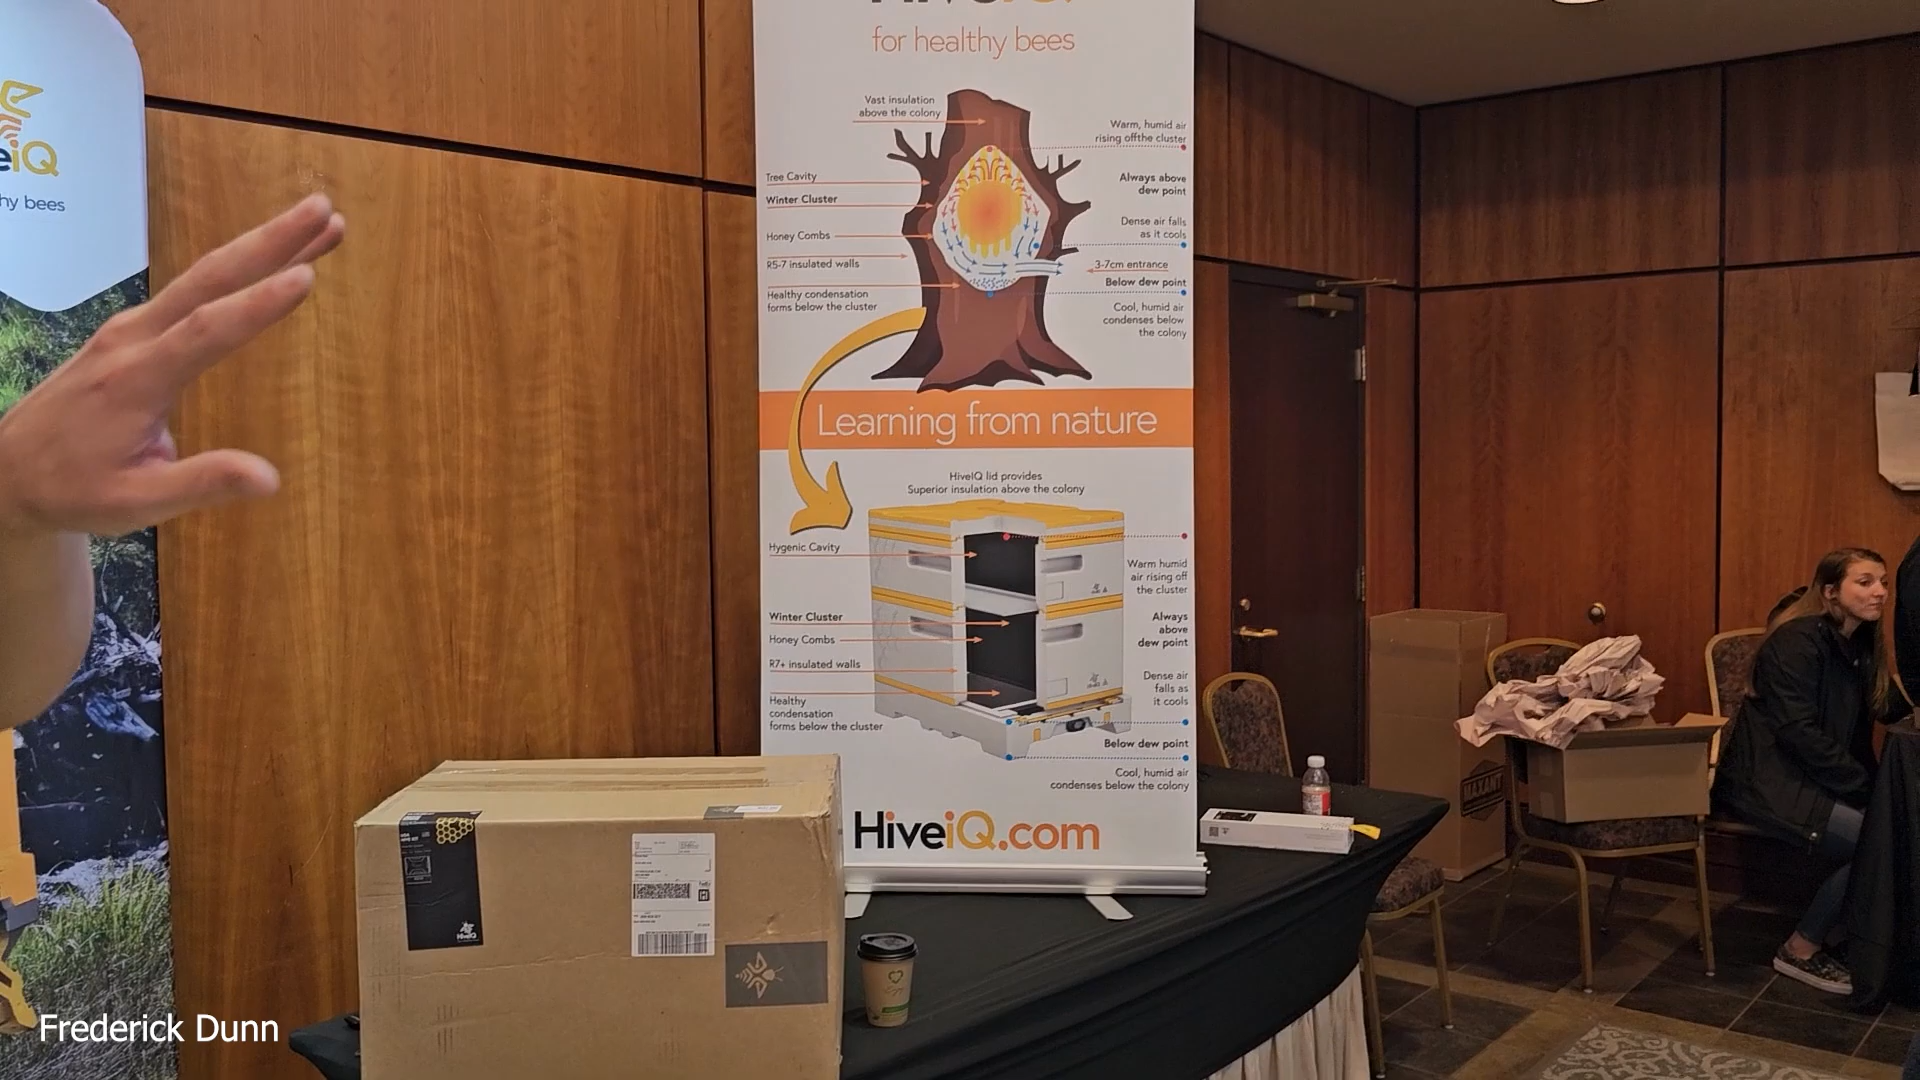 eiQ
hy bees
for healthy bees
Vast insulation
above the colony
Warm, humid air
rising offthe cluster
Tree Cavity
Always above
dew point
Winter Cluster
Dense air falls
as it cools
Honey Combs
R5-7 insulated walls
3-7cm entrance
Below dew point
Healthy condensation
forms below the cluster
Cool, humid air
condenses below
the colony
Learning from nature
HiveIQ lid provides
Superior insulation above the colony
Hygenic Cavity
Warm humid
air rising off
the cluster
Winter Cluster
Always
above
dew point
Honey Combs
R7+ insulated walls
Dense air
falls as
it cools
Healthy
condensation
forms below the cluster
Below dew point
Cool, humid air
condenses below the colony
HiveiQ.com
HiveiQ
MAXANT
Frederick Dunn